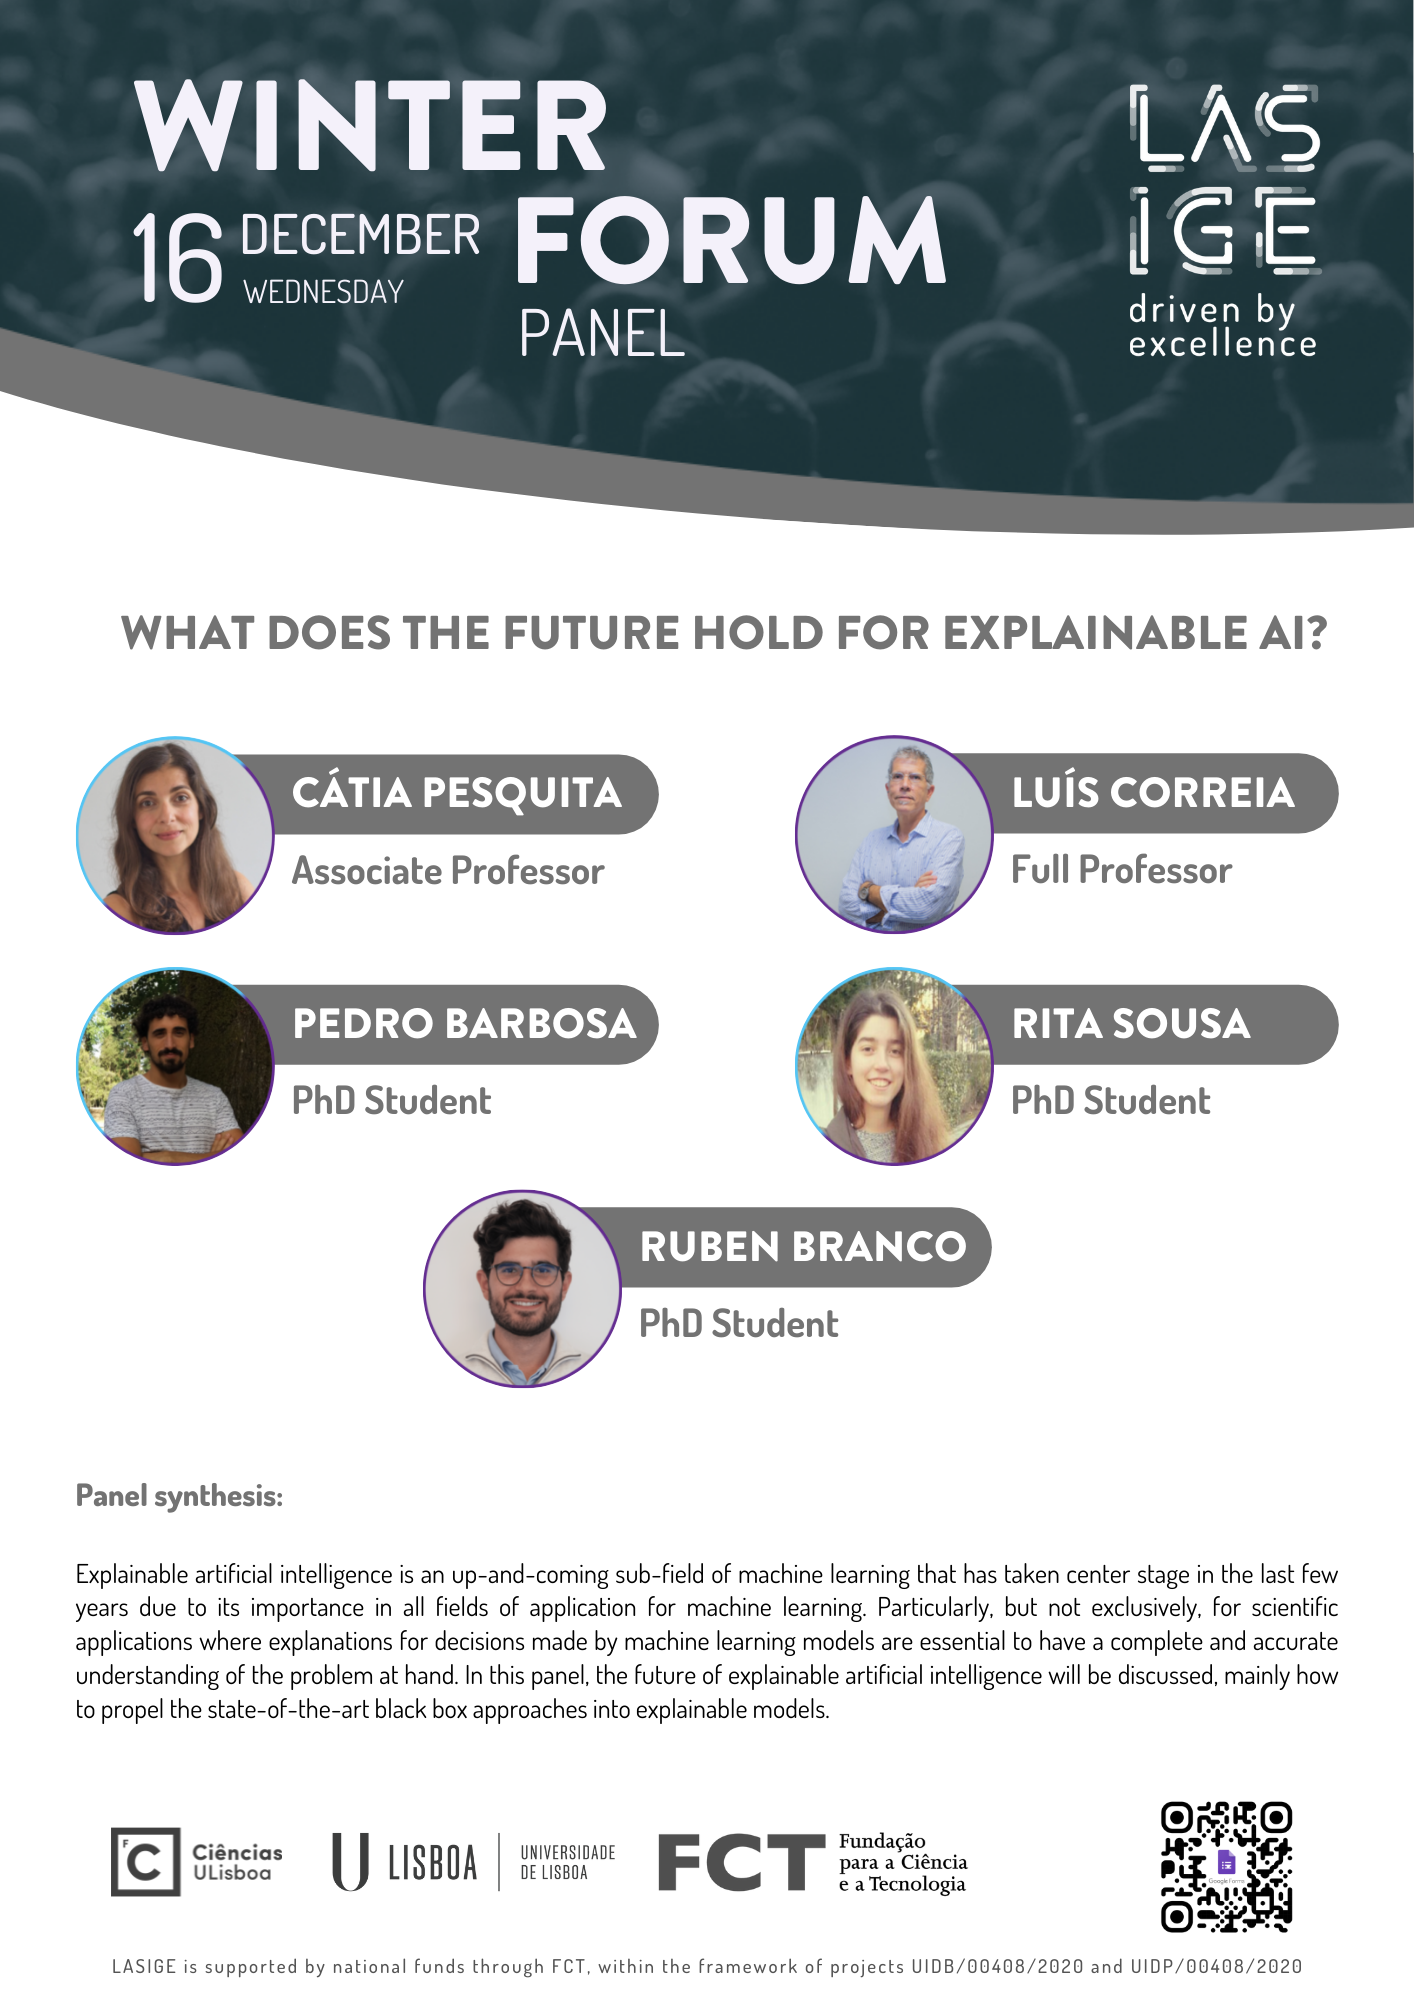 WINTER
FORUM
16 DECEMBER
WEDNESDAY
PANEL
LAS
IGE
driven by
excellence
WHAT DOES THE FUTURE HOLD FOR EXPLAINABLE AI?
CÁTIA PESQUITA
Associate Professor
LUÍS CORREIA
Full Professor
PEDRO BARBOSA
PhD Student
RITA SOUSA
PhD Student
RUBEN BRANCO
PhD Student
Panel synthesis:
Explainable artificial intelligence is an up-and-coming sub-field of machine learning that has taken center stage in the last few
years due to its importance in all fields of application for machine learning. Particularly, but not exclusively, for scientific
applications where explanations for decisions made by machine learning models are essential to have a complete and accurate
understanding of the problem at hand. In this panel, the future of explainable artificial intelligence will be discussed, mainly how
to propel the state-of-the-art black box approaches into explainable models.
F
C
Ciências
ULisboa
U LISBOA
UNIVERSIDADE
DE LISBOA
FCT
Fundação
para a Ciência
e a Tecnologia
Google Forms
LASIGE is supported by national funds through FCT, within the framework of projects UIDB/00408/2020 and UIDP/00408/2020